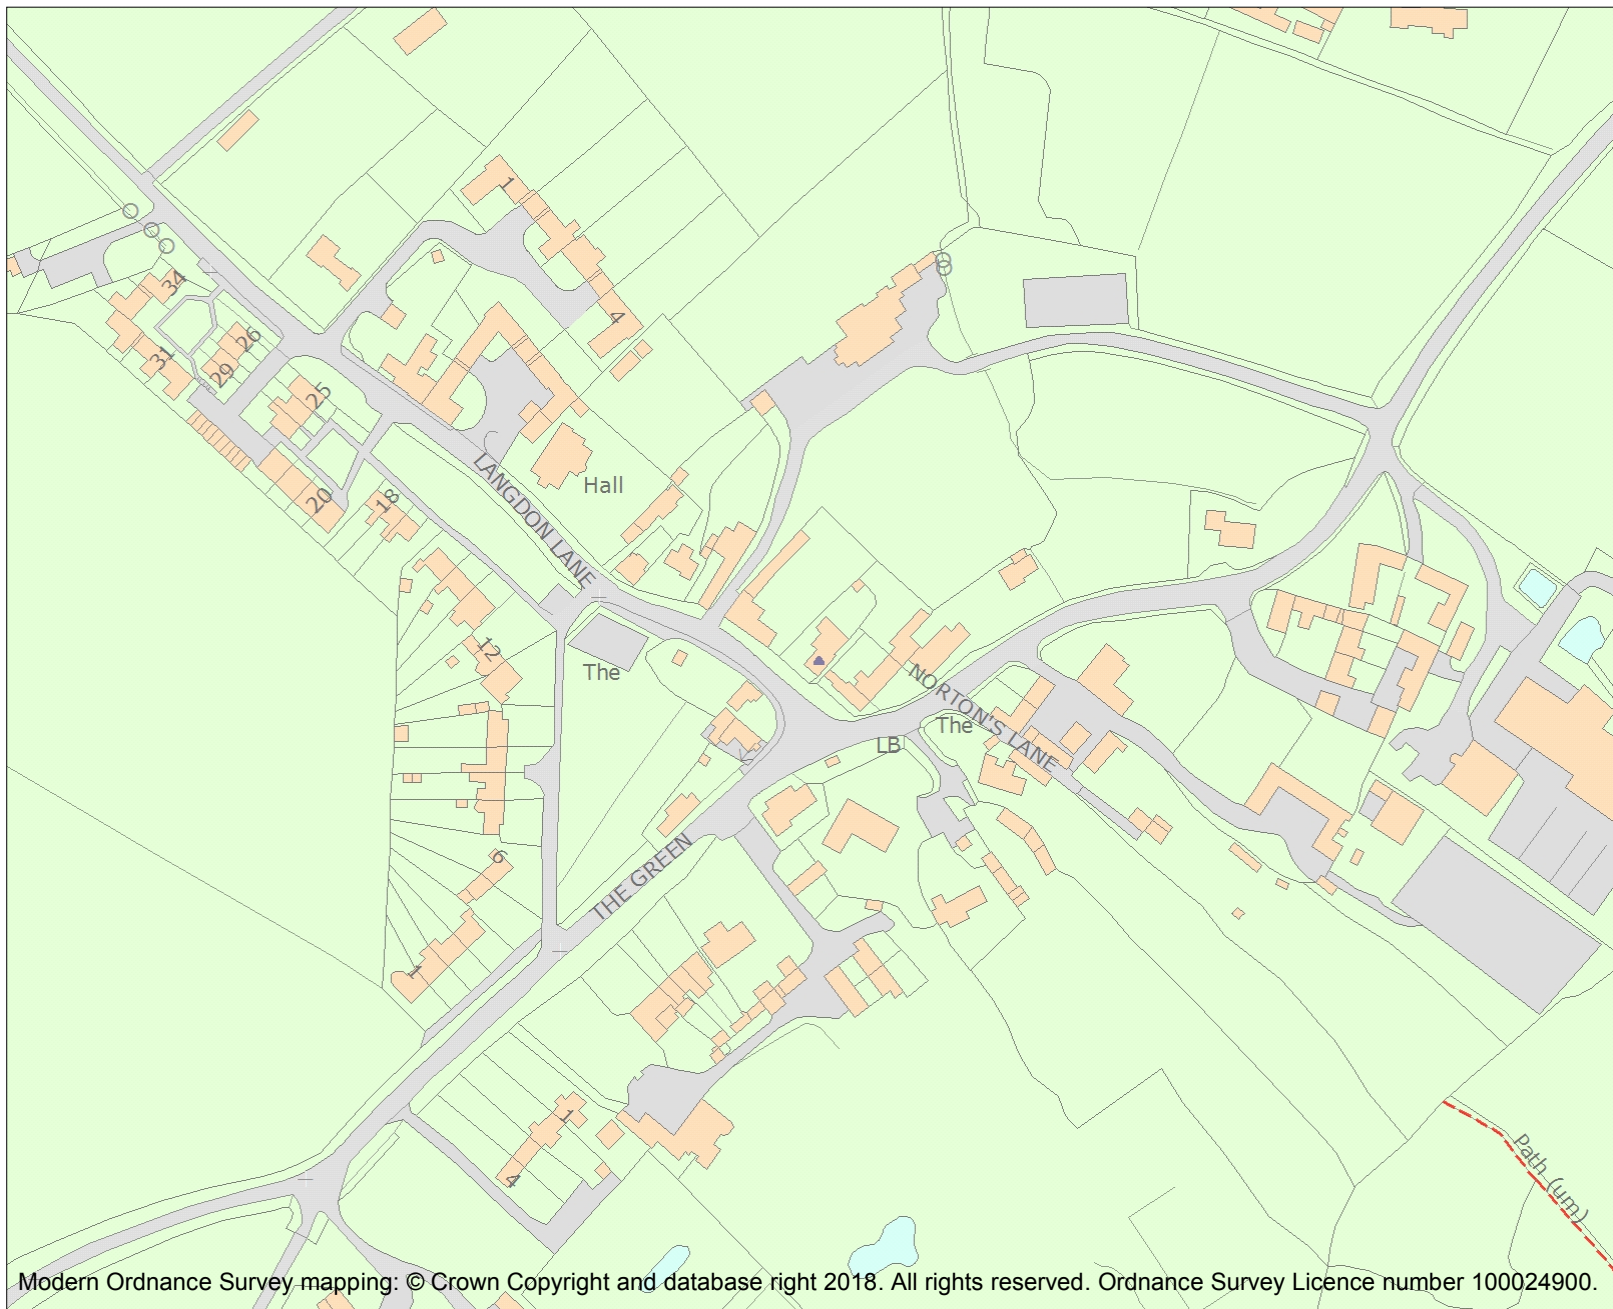 1
34
4
26
31
29
25
LANGDON LANE
Hall
20
18
12
The
NORTON'S LANE
The
LB
6
THE GREEN
1
1
4
Path (um)
Modern Ordnance Survey mapping: © Crown Copyright and database right 2018. All rights reserved. Ordnance Survey Licence number 100024900.